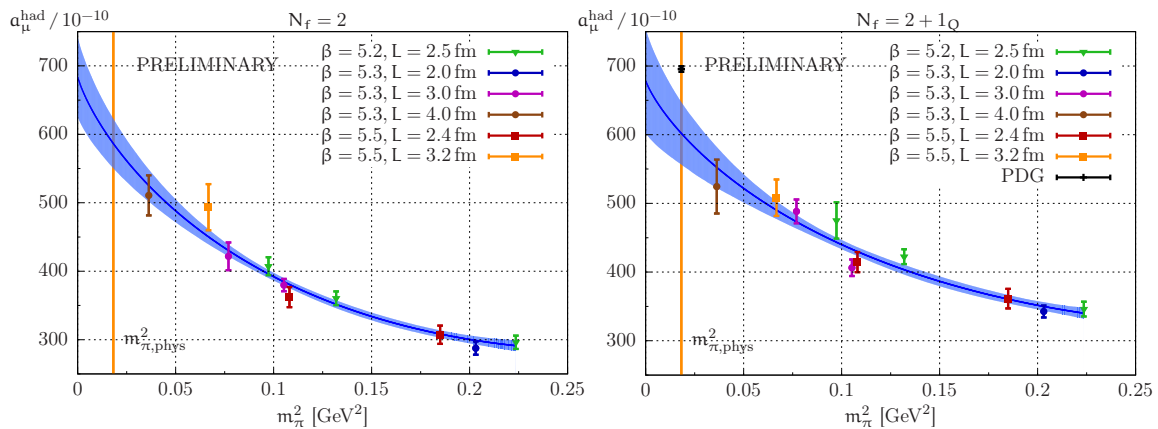 a_μ^had / 10^-10
N_f = 2
PRELIMINARY
β = 5.2, L = 2.5 fm
β = 5.3, L = 2.0 fm
β = 5.3, L = 3.0 fm
β = 5.3, L = 4.0 fm
β = 5.5, L = 2.4 fm
β = 5.5, L = 3.2 fm
700
600
500
400
300
m²_π,phys
0 0.05 0.1 0.15 0.2 0.25
m²_π [GeV²]
a_μ^had / 10^-10
N_f = 2 + 1_Q
PRELIMINARY
β = 5.2, L = 2.5 fm
β = 5.3, L = 2.0 fm
β = 5.3, L = 3.0 fm
β = 5.3, L = 4.0 fm
β = 5.5, L = 2.4 fm
β = 5.5, L = 3.2 fm
PDG
700
600
500
400
300
m²_π,phys
0 0.05 0.1 0.15 0.2 0.25
m²_π [GeV²]